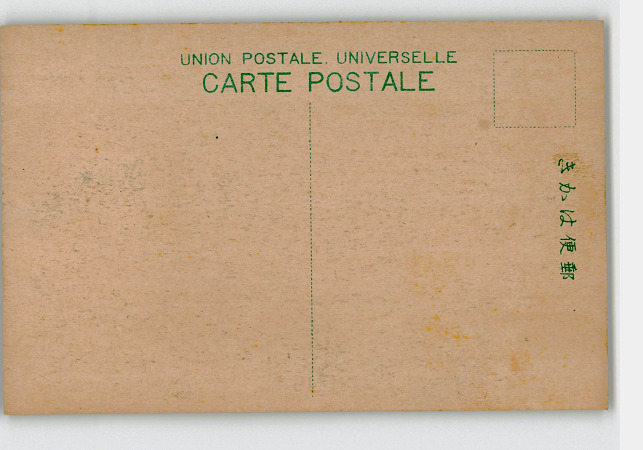 UNION POSTALE. UNIVERSELLE
CARTE POSTALE
きかは便郵